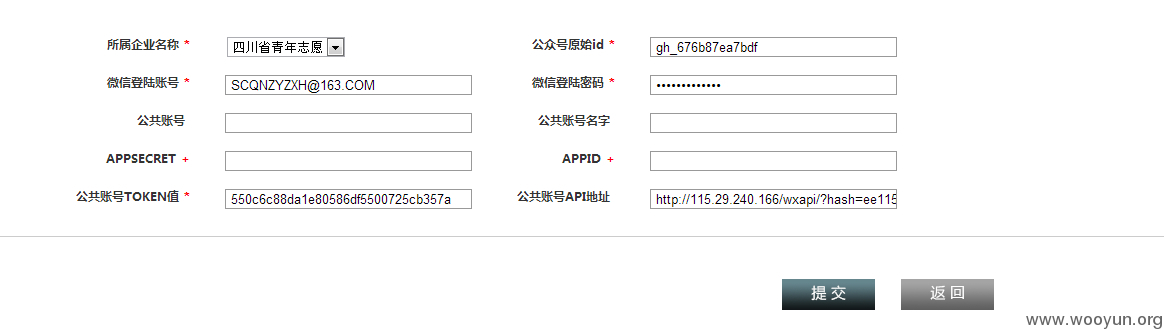 所属企业名称 * 四川省青年志愿 公众号原始id * gh_676b87ea7bdf
微信登陆账号 * SCQNZYZXH@163.COM 微信登陆密码 * •••••••••••••
公共账号 公共账号名字
APPSECRET + APPID +
公共账号TOKEN值 * 550c6c88da1e80586df5500725cb357a 公共账号API地址 http://115.29.240.166/wxapi/?hash=ee115
提 交 返 回
www.wooyun.org